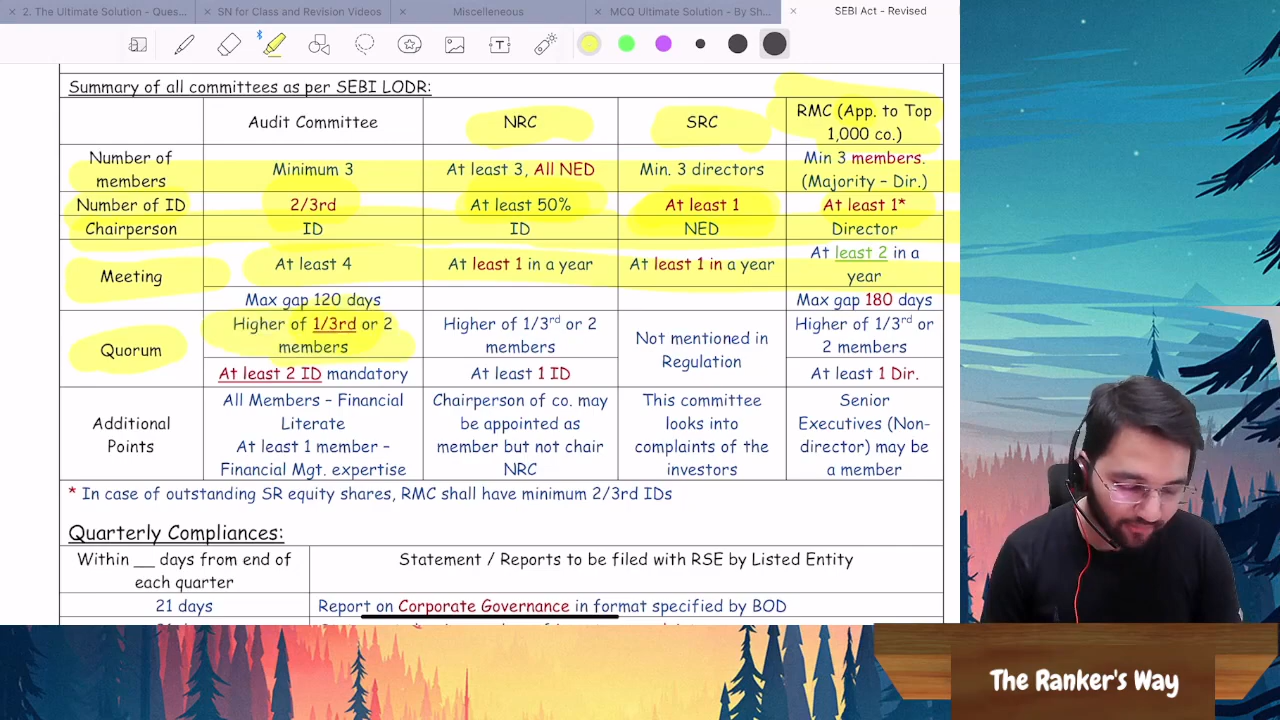 2. The Ultimate Solution - Ques...
SN for Class and Revision Videos
Miscellaneous
MCQ Ultimate Solution - By Sh...
SEBI Act - Revised
Summary of all committees as per SEBI LODR:
Audit Committee
NRC
SRC
RMC (App. to Top
1,000 co.)
Number of
members
Minimum 3
At least 3, All NED
Min. 3 directors
Min 3 members.
(Majority – Dir.)
Number of ID
2/3rd
At least 50%
At least 1
At least 1*
Chairperson
ID
ID
NED
Director
Meeting
At least 4
At least 1 in a year
At least 1 in a year
At least 2 in a
year
Max gap 120 days
Max gap 180 days
Quorum
Higher of 1/3rd or 2
members
Higher of 1/3rd or 2
members
Not mentioned in
Regulation
Higher of 1/3rd or
2 members
At least 2 ID mandatory
At least 1 ID
At least 1 Dir.
Additional
Points
All Members – Financial
Literate
At least 1 member –
Financial Mgt. expertise
Chairperson of co. may
be appointed as
member but not chair
NRC
This committee
looks into
complaints of the
investors
Senior
Executives (Non-
director) may be
a member
* In case of outstanding SR equity shares, RMC shall have minimum 2/3rd IDs
Quarterly Compliances:
Within __ days from end of
each quarter
Statement / Reports to be filed with RSE by Listed Entity
21 days
Report on Corporate Governance in format specified by BOD
The Ranker's Way